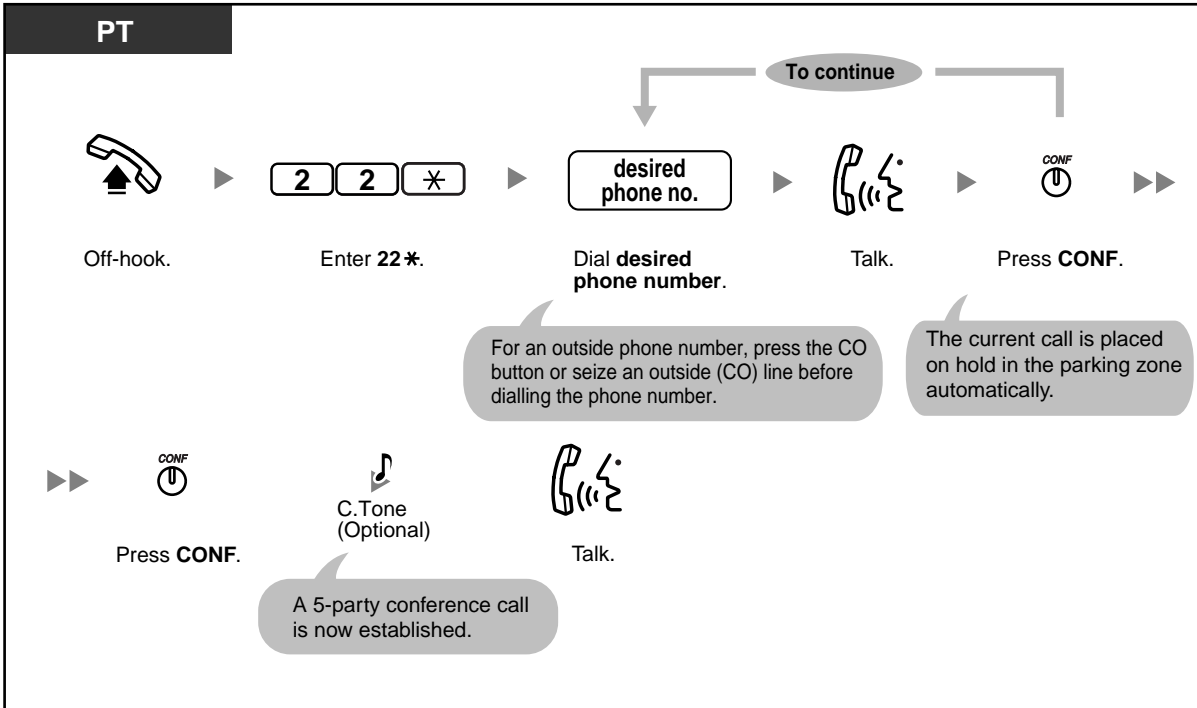 PT
To continue
CONF
2 2 ✳
desired
phone no.
Off-hook.
Enter 22✳.
Dial desired
phone number.
Talk.
Press CONF.
For an outside phone number, press the CO
button or seize an outside (CO) line before
dialling the phone number.
The current call is placed
on hold in the parking zone
automatically.
CONF
C.Tone
(Optional)
Press CONF.
Talk.
A 5-party conference call
is now established.